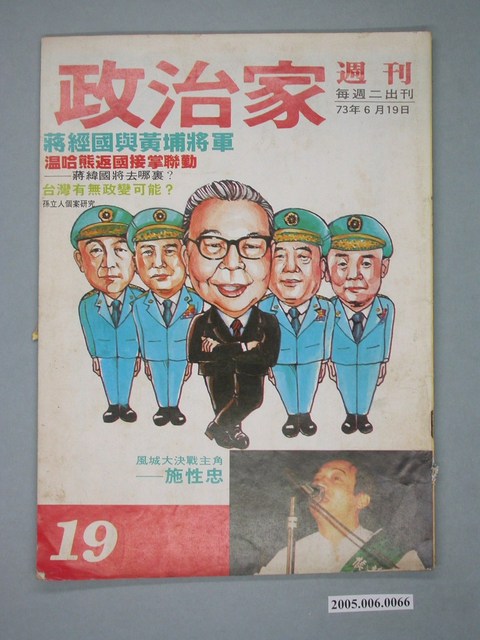 政治家
週刊
每週二出刊
73年6月19日
蔣經國與黃埔將軍
溫哈熊返國接掌聯勤
——蔣緯國將去哪裏？
台灣有無政變可能？
孫立人個案研究
風城大決戰主角
——施性忠
19
2005.006.0066